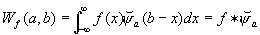 W_f (a, b) = ∫_{-∞}^{∞} f(x) ψ̆_a (b − x) dx = f ∗ ψ̆_a